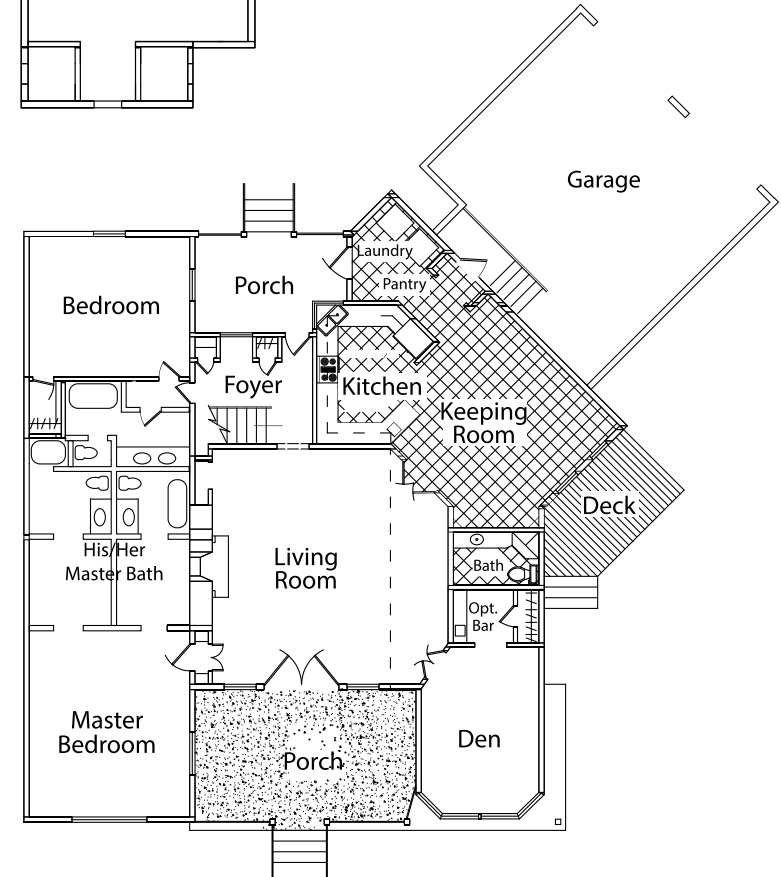 Garage
Laundry
Pantry
Porch
Bedroom
Foyer
Kitchen
Keeping
Room
Deck
Living
Room
His/Her
Master Bath
Bath
Opt.
Bar
Master
Bedroom
Porch
Den